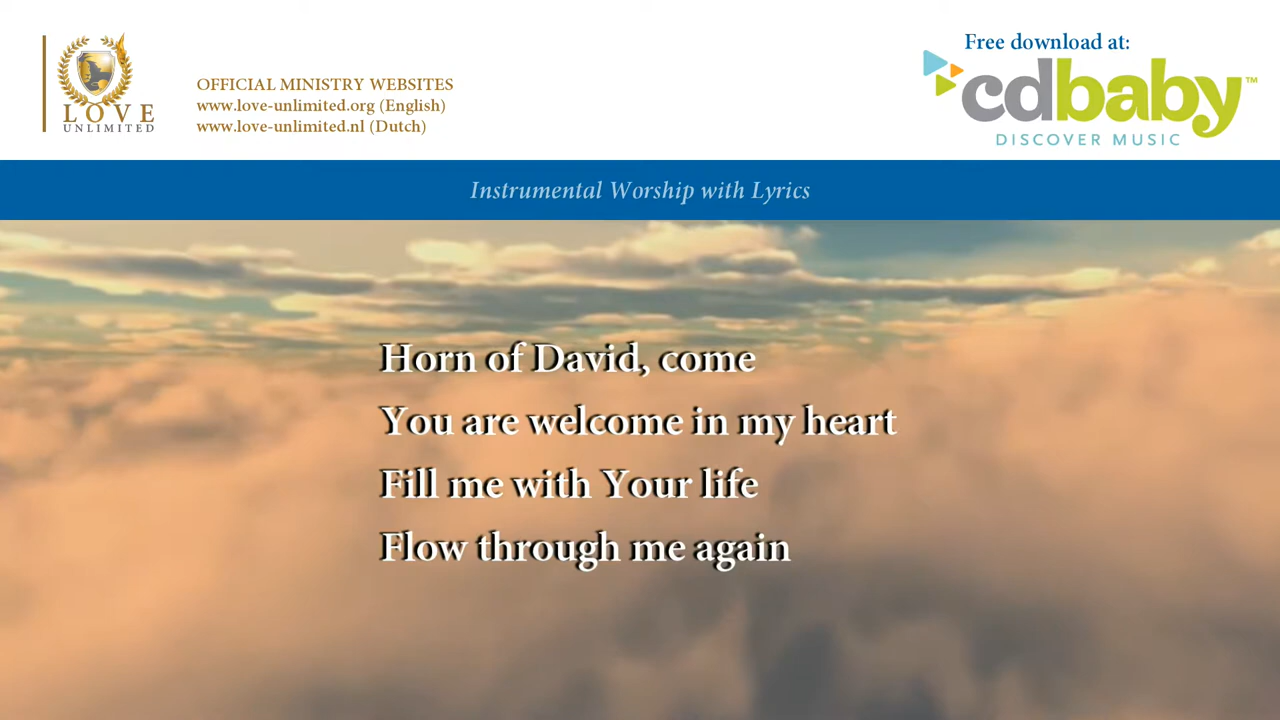 LOVE
UNLIMITED
OFFICIAL MINISTRY WEBSITES
www.love-unlimited.org (English)
www.love-unlimited.nl (Dutch)
Free download at:
cdbaby™
DISCOVER MUSIC
Instrumental Worship with Lyrics
Horn of David, come
You are welcome in my heart
Fill me with Your life
Flow through me again